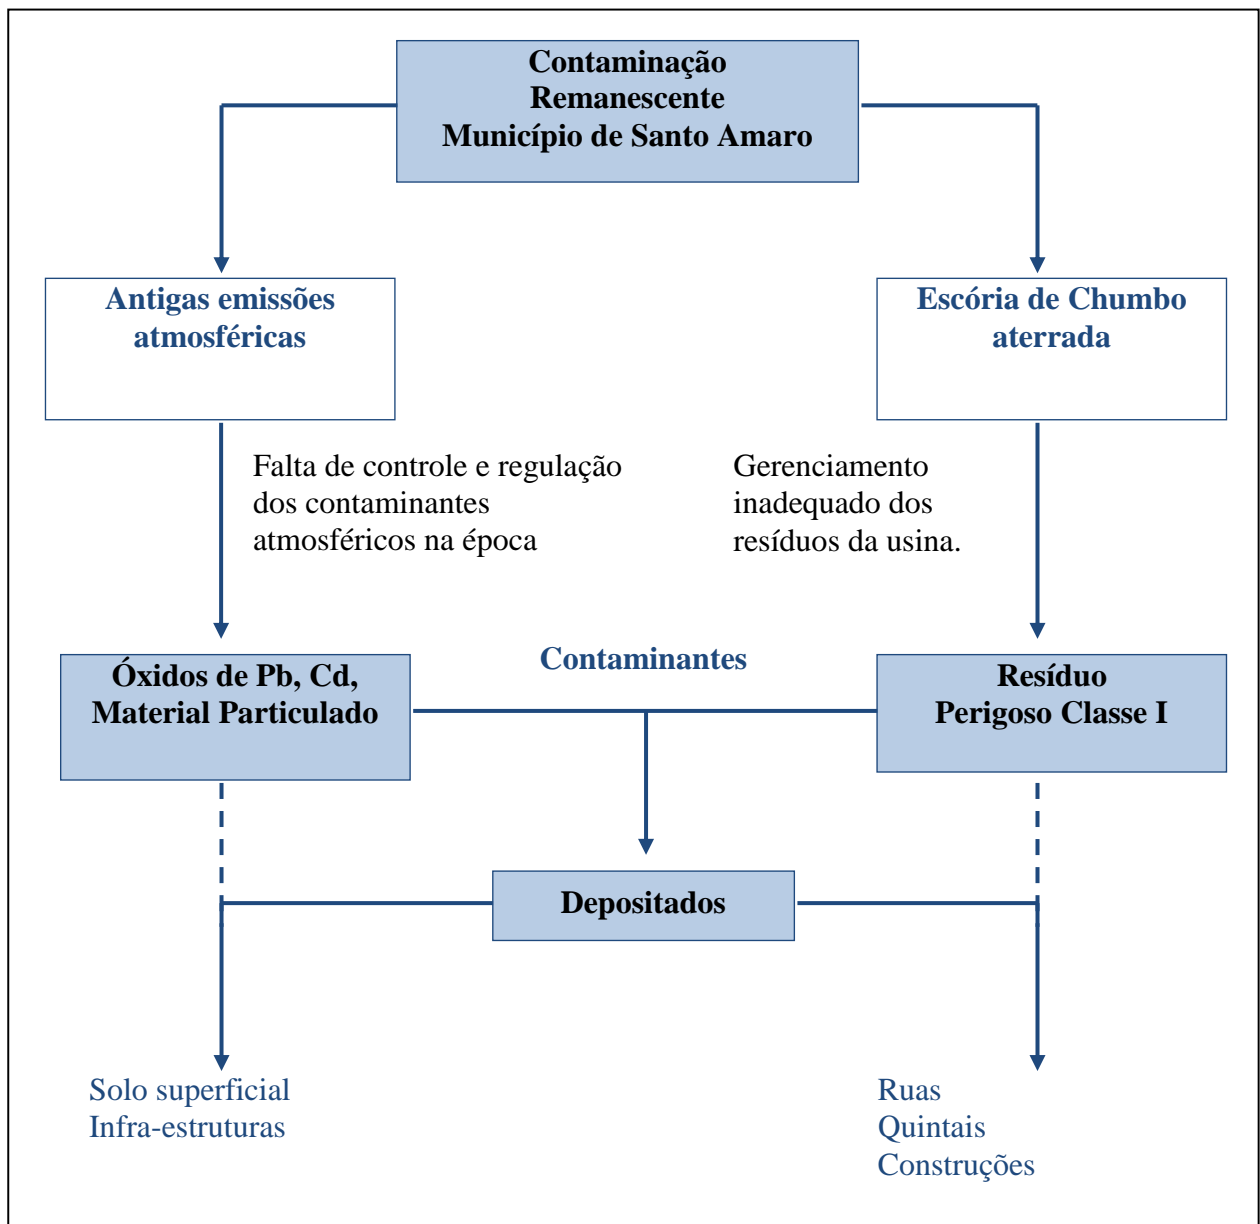 Contaminação
Remanescente
Município de Santo Amaro
Antigas emissões
atmosféricas
Escória de Chumbo
aterrada
Falta de controle e regulação
dos contaminantes
atmosféricos na época
Gerenciamento
inadequado dos
resíduos da usina.
Óxidos de Pb, Cd,
Material Particulado
Contaminantes
Resíduo
Perigoso Classe I
Depositados
Solo superficial
Infra-estruturas
Ruas
Quintais
Construções